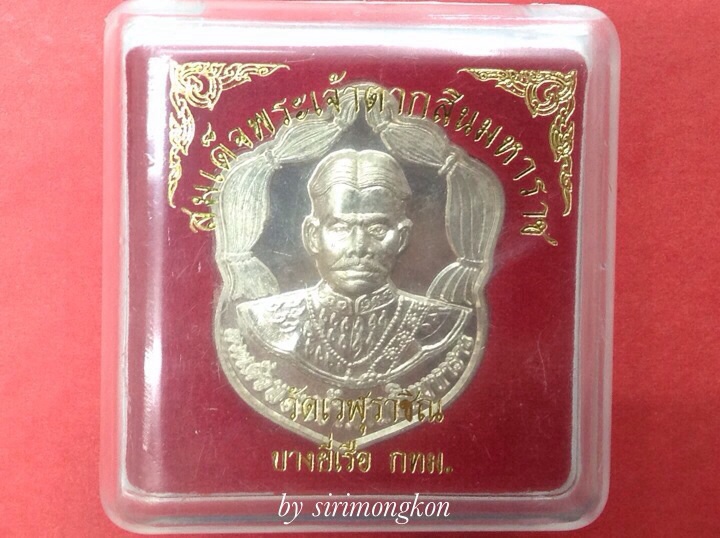 สมเด็จพระเจ้าตากสินมหาราช
วัดเวฬุราชิณ
บางยี่เรือ กทม.
by sirimongkon